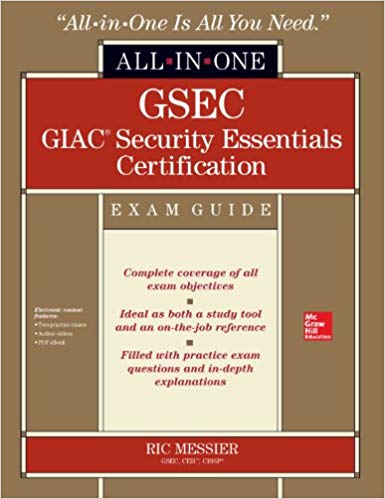 “All-in-One Is All You Need.”
ALL▪IN▪ONE
GSEC
GIAC® Security Essentials
Certification
EXAM GUIDE
Complete coverage of all
exam objectives
Ideal as both a study tool
and an on-the-job reference
Filled with practice exam
questions and in-depth
explanations
Electronic content
features:
• Two practice exams
• Author videos
• PDF eBook
Mc
Graw
Hill
Education
RIC MESSIER
GSEC, CEH™, CISSP®